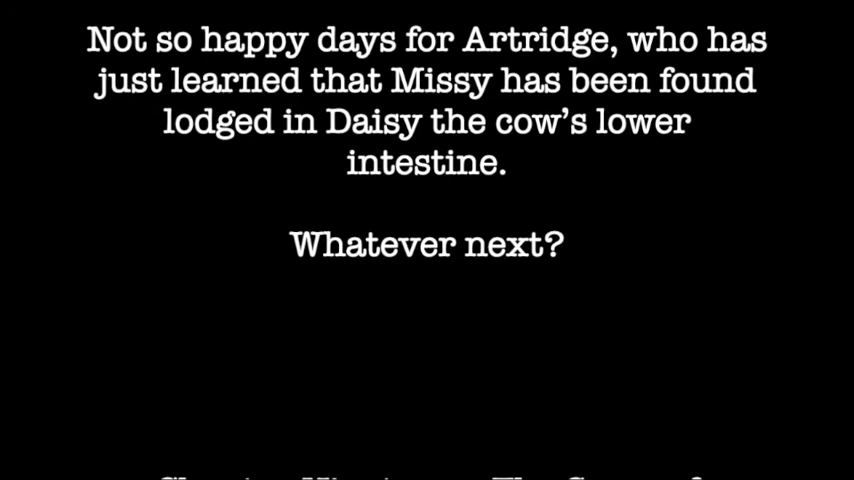 Not so happy days for Artridge, who has
just learned that Missy has been found
lodged in Daisy the cow's lower
intestine.
Whatever next?